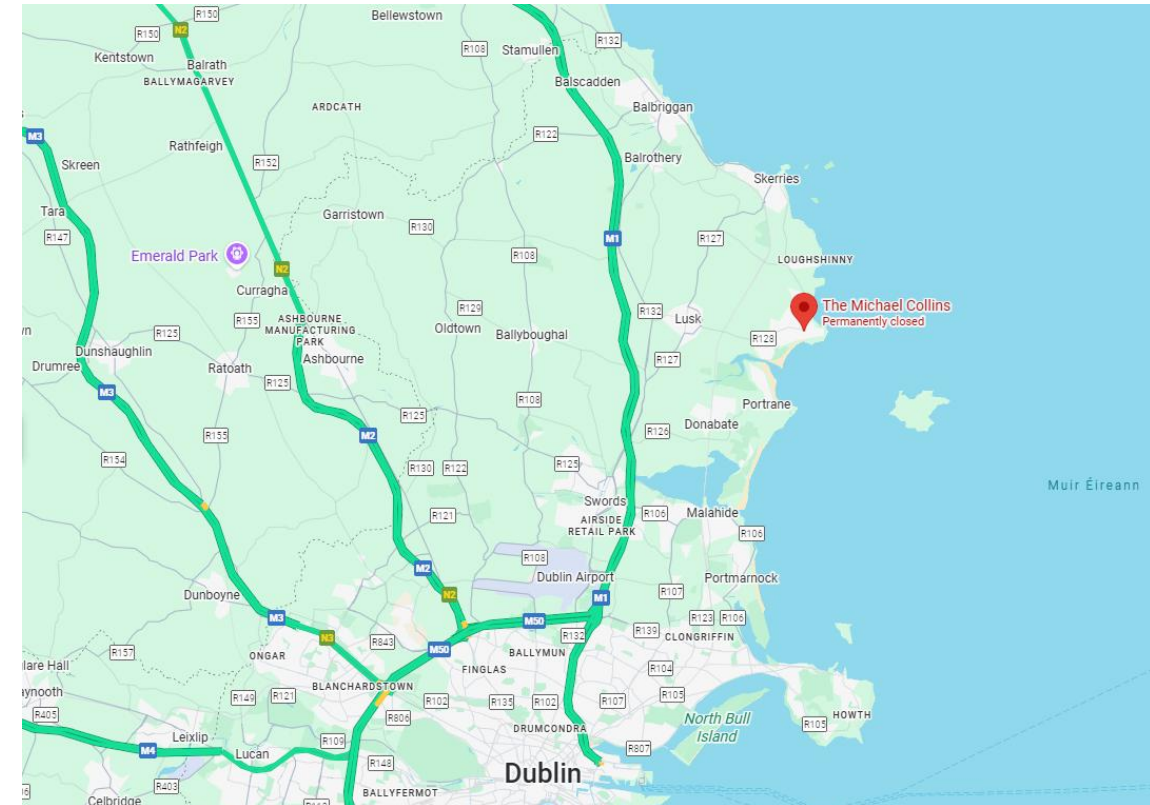 R150
Bellewstown
N2
R150
R132
R108
Stamullen
Kentstown
Balrath
BALLYMAGARVEY
Balscadden
ARDCATH
Balbriggan
M3
R122
Rathfeigh
R152
Balrothery
Skreen
Skerries
Tara
Garristown
R130
R147
M1
R127
Emerald Park
R108
LOUGHSHINNY
N2
Curragha
The Michael Collins
Permanently closed
R129
R132
Lusk
R155
ASHBOURNE
MANUFACTURING
PARK
Oldtown
Ballyboughal
R125
R128
Dunshaughlin
Ashbourne
R127
Drumree
Ratoath
R125
M3
R108
Portrane
R125
Donabate
R155
M2
R126
R154
R130
R122
R125
Muir Éireann
Swords
R121
AIRSIDE
RETAIL PARK
R106
Malahide
R106
R108
M2
Dublin Airport
Portmarnock
Dunboyne
N2
M1
R107
M3
M50
R123
R106
N3
R843
R132
R139
CLONGRIFFIN
R157
ONGAR
M50
BALLYMUN
FINGLAS
R104
BLANCHARDSTOWN
R149
R121
R102
R135
R102
R107
R105
R405
R806
North Bull
Island
HOWTH
R105
Leixlip
DRUMCONDRA
M4
Lucan
R109
R807
R148
Dublin
R403
Celbridge
BALLYFERMOT